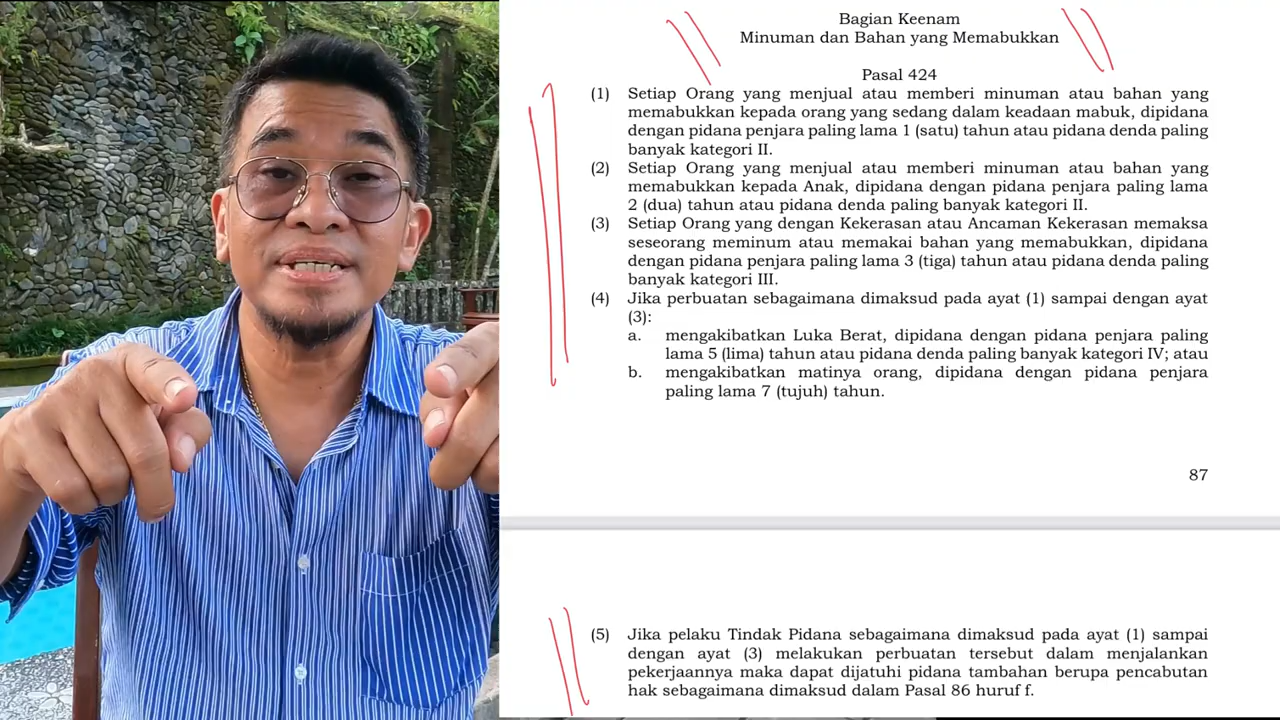 Bagian Keenam
Minuman dan Bahan yang Memabukkan
Pasal 424
(1) Setiap Orang yang menjual atau memberi minuman atau bahan yang
memabukkan kepada orang yang sedang dalam keadaan mabuk, dipidana
dengan pidana penjara paling lama 1 (satu) tahun atau pidana denda paling
banyak kategori II.
(2) Setiap Orang yang menjual atau memberi minuman atau bahan yang
memabukkan kepada Anak, dipidana dengan pidana penjara paling lama
2 (dua) tahun atau pidana denda paling banyak kategori II.
(3) Setiap Orang yang dengan Kekerasan atau Ancaman Kekerasan memaksa
seseorang meminum atau memakai bahan yang memabukkan, dipidana
dengan pidana penjara paling lama 3 (tiga) tahun atau pidana denda paling
banyak kategori III.
(4) Jika perbuatan sebagaimana dimaksud pada ayat (1) sampai dengan ayat
(3):
a. mengakibatkan Luka Berat, dipidana dengan pidana penjara paling
lama 5 (lima) tahun atau pidana denda paling banyak kategori IV; atau
b. mengakibatkan matinya orang, dipidana dengan pidana penjara
paling lama 7 (tujuh) tahun.
87
(5) Jika pelaku Tindak Pidana sebagaimana dimaksud pada ayat (1) sampai
dengan ayat (3) melakukan perbuatan tersebut dalam menjalankan
pekerjaannya maka dapat dijatuhi pidana tambahan berupa pencabutan
hak sebagaimana dimaksud dalam Pasal 86 huruf f.